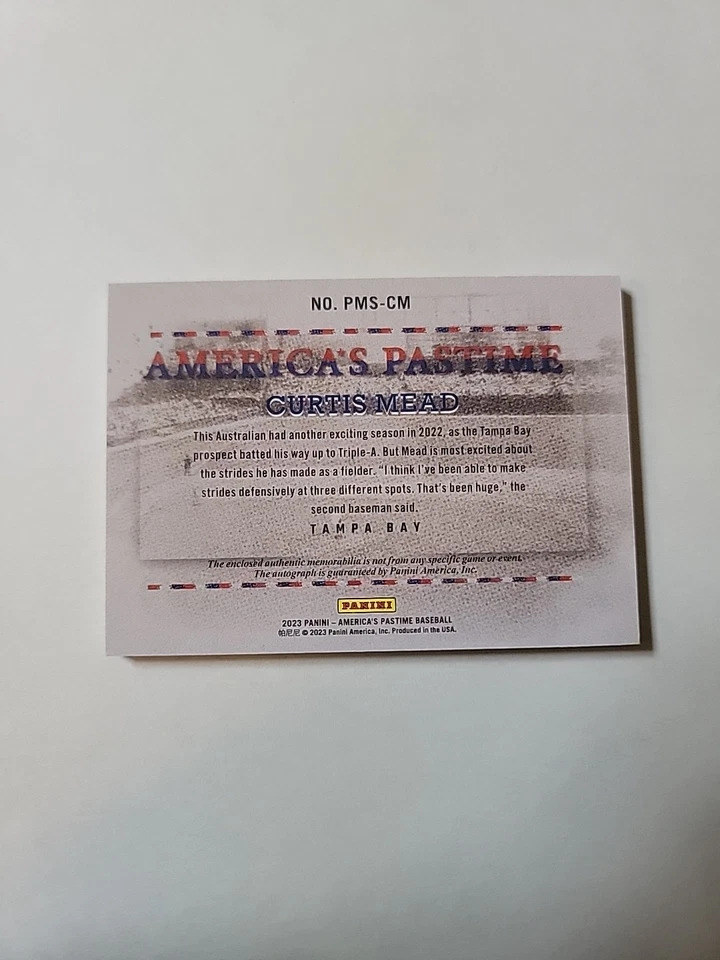 NO. PMS-CM
AMERICA'S PASTIME
CURTIS MEAD
This Australian had another exciting season in 2022, as the Tampa Bay
prospect batted his way up to Triple-A. But Mead is most excited about
the strides he has made as a fielder. "I think I've been able to make
strides defensively at three different spots. That's been huge," the
second baseman said.
TAMPA BAY
The enclosed authentic memorabilia is not from any specific game or event.
The autograph is guaranteed by Panini America, Inc.
PANINI
2023 PANINI – AMERICA'S PASTIME BASEBALL
帕尼尼 © 2023 Panini America, Inc. Produced in the USA.